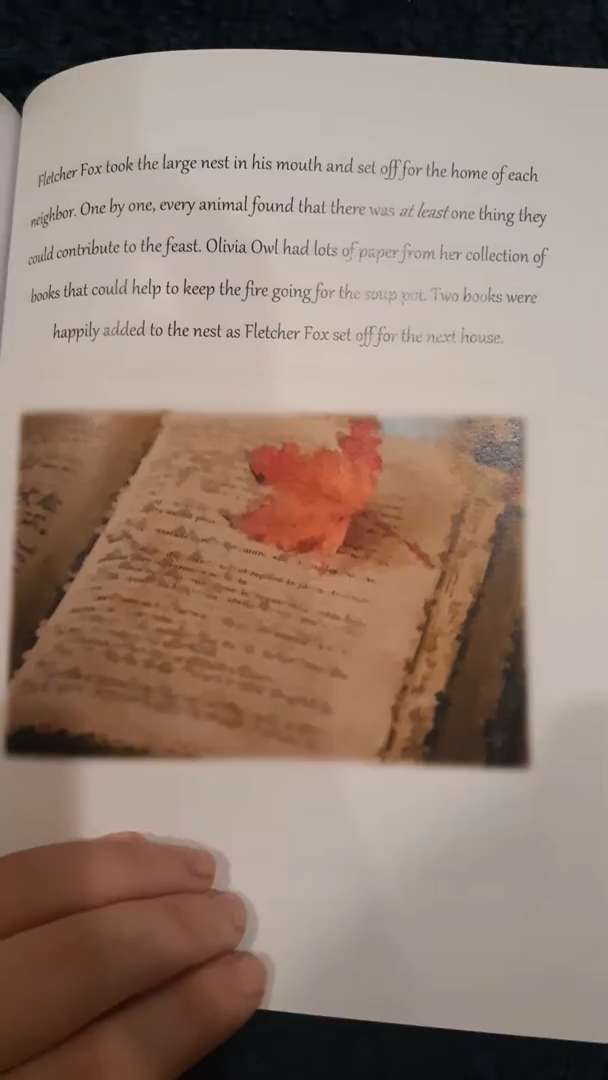 Fletcher Fox took the large nest in his mouth and set off for the home of each
neighbor. One by one, every animal found that there was at least one thing they
could contribute to the feast. Olivia Owl had lots of paper from her collection of
books that could help to keep the fire going for the soup pot. Two books were
happily added to the nest as Fletcher Fox set off for the next house.